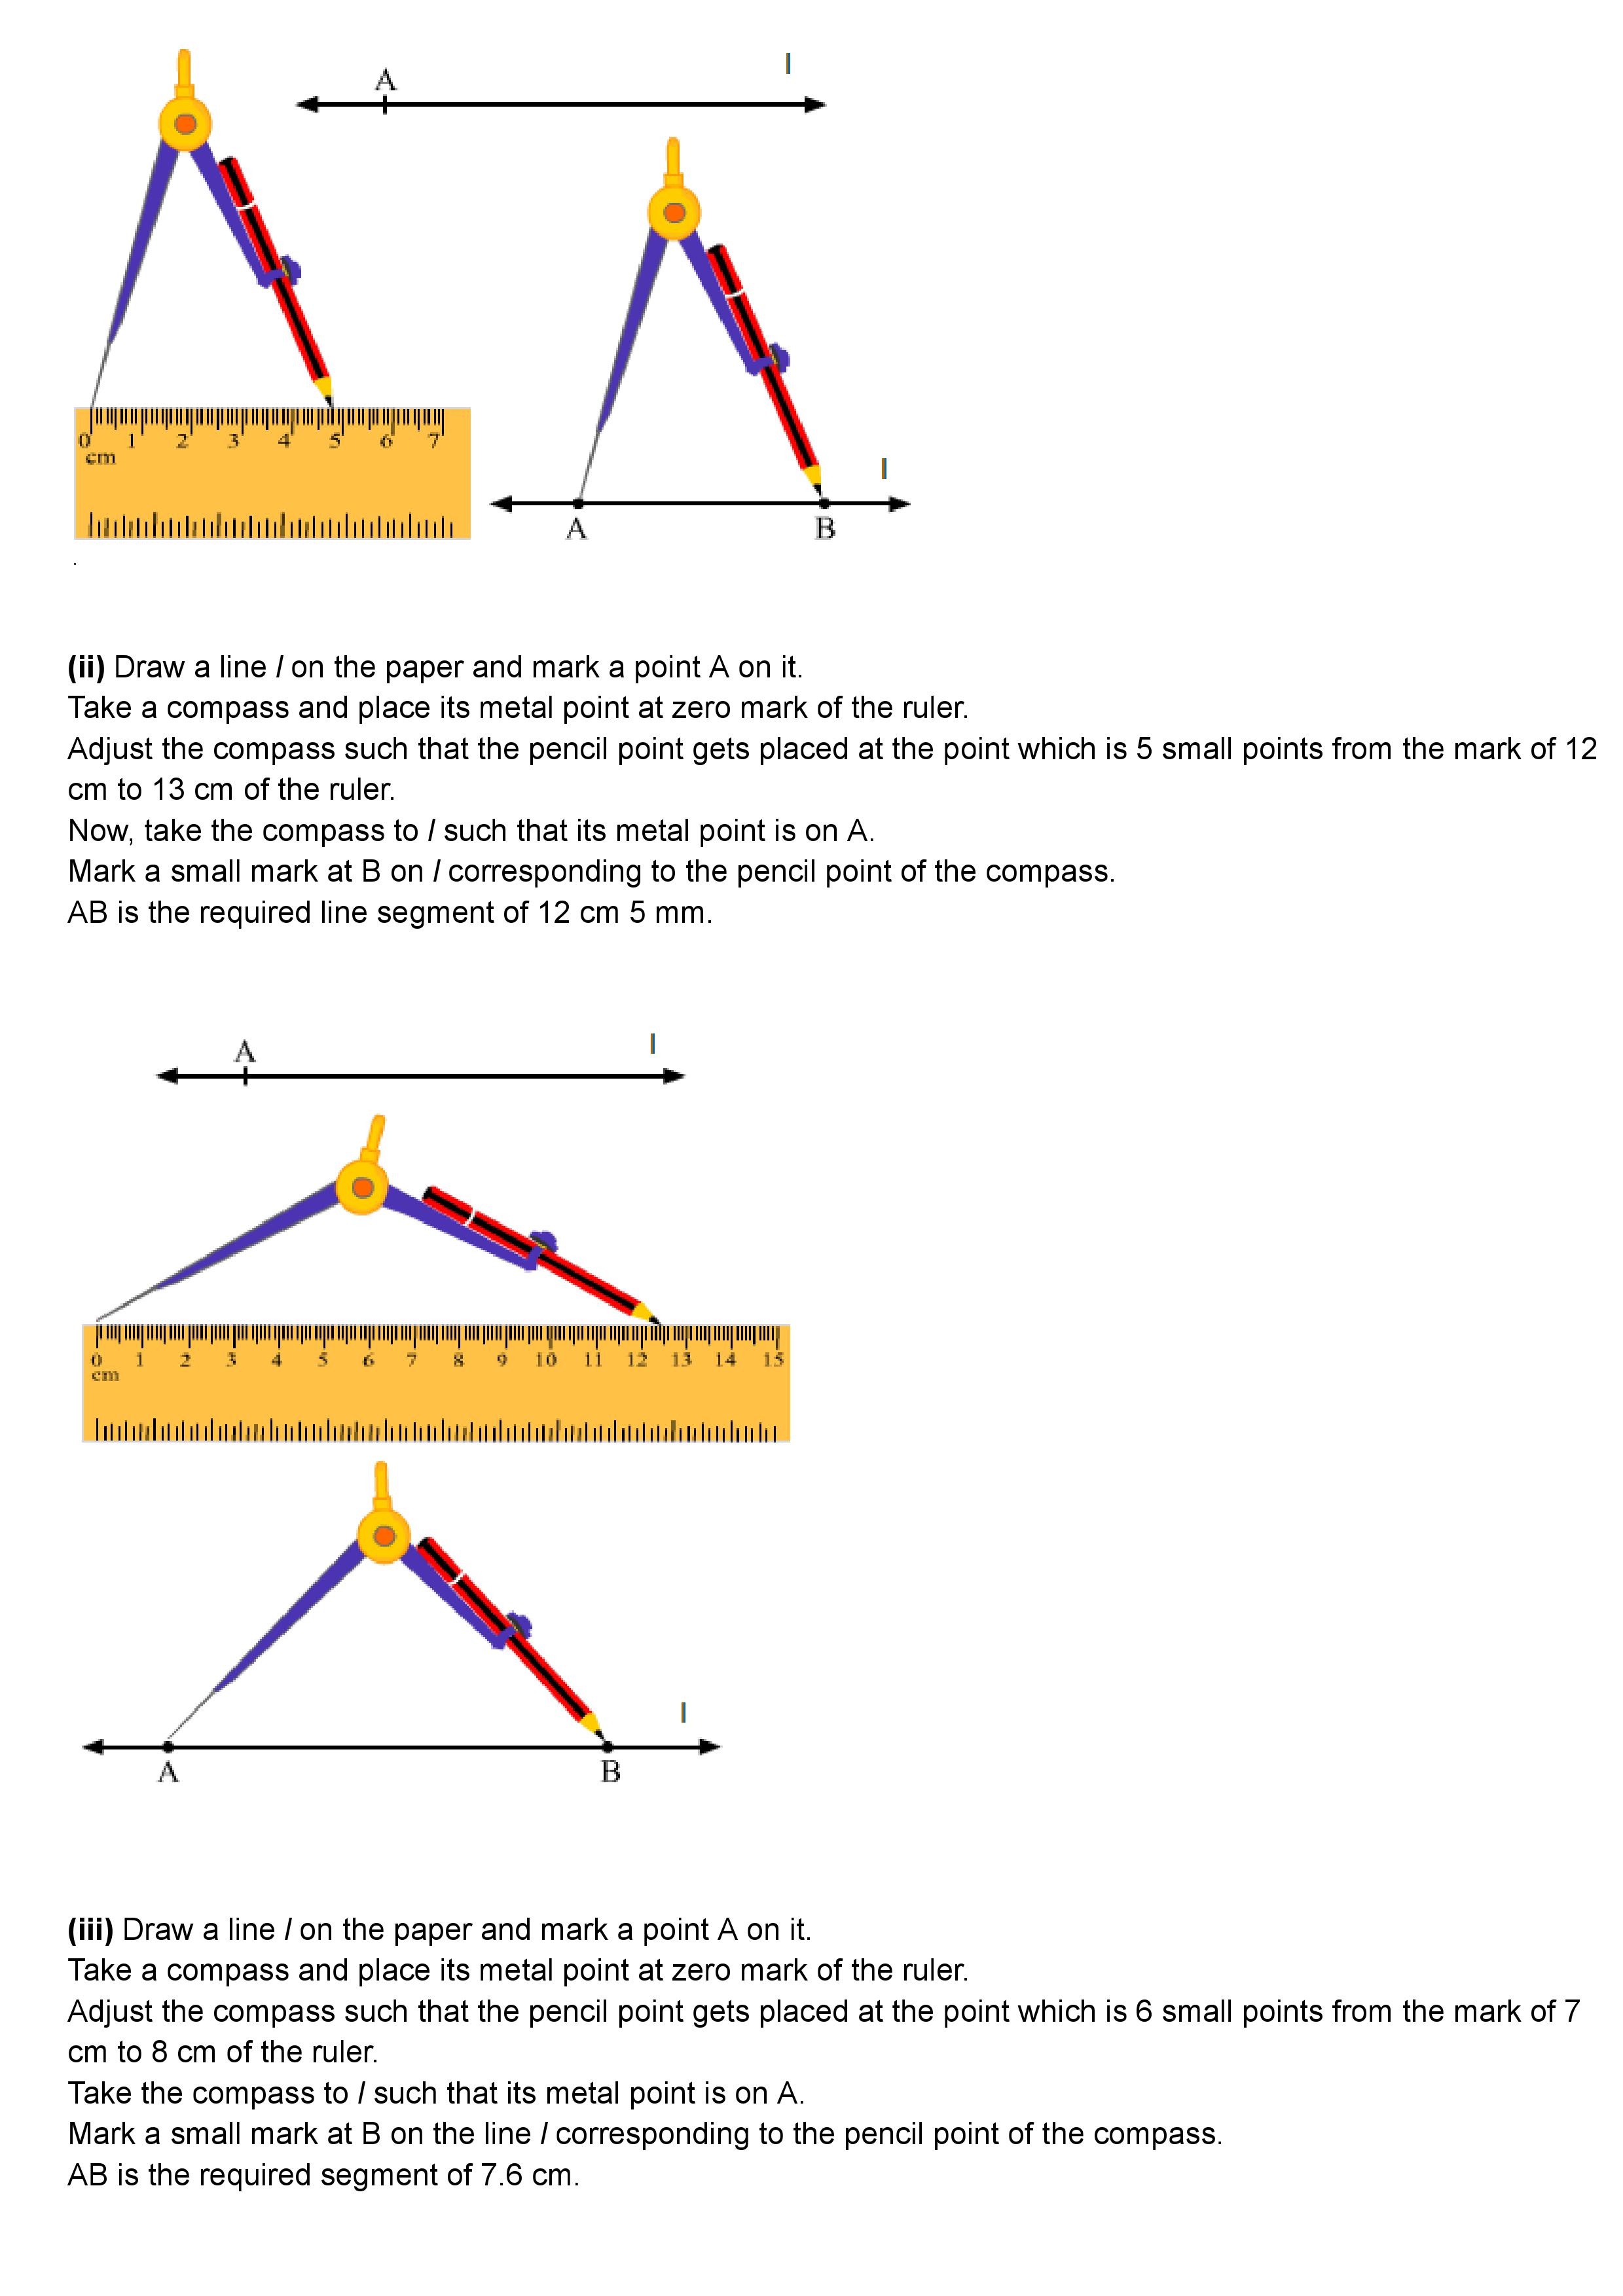 A
l
0 1 2 3 4 5 6 7
cm
l
A B
(ii) Draw a line l on the paper and mark a point A on it.
Take a compass and place its metal point at zero mark of the ruler.
Adjust the compass such that the pencil point gets placed at the point which is 5 small points from the mark of 12
cm to 13 cm of the ruler.
Now, take the compass to l such that its metal point is on A.
Mark a small mark at B on l corresponding to the pencil point of the compass.
AB is the required line segment of 12 cm 5 mm.
A
l
0 1 2 3 4 5 6 7 8 9 10 11 12 13 14 15
cm
l
A B
(iii) Draw a line l on the paper and mark a point A on it.
Take a compass and place its metal point at zero mark of the ruler.
Adjust the compass such that the pencil point gets placed at the point which is 6 small points from the mark of 7
cm to 8 cm of the ruler.
Take the compass to l such that its metal point is on A.
Mark a small mark at B on the line l corresponding to the pencil point of the compass.
AB is the required segment of 7.6 cm.